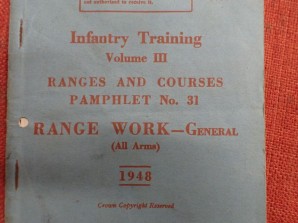 and authorised to receive it.
Infantry Training
Volume III
RANGES AND COURSES
PAMPHLET No. 31
RANGE WORK—GENERAL
(All Arms)
1948
Crown Copyright Reserved